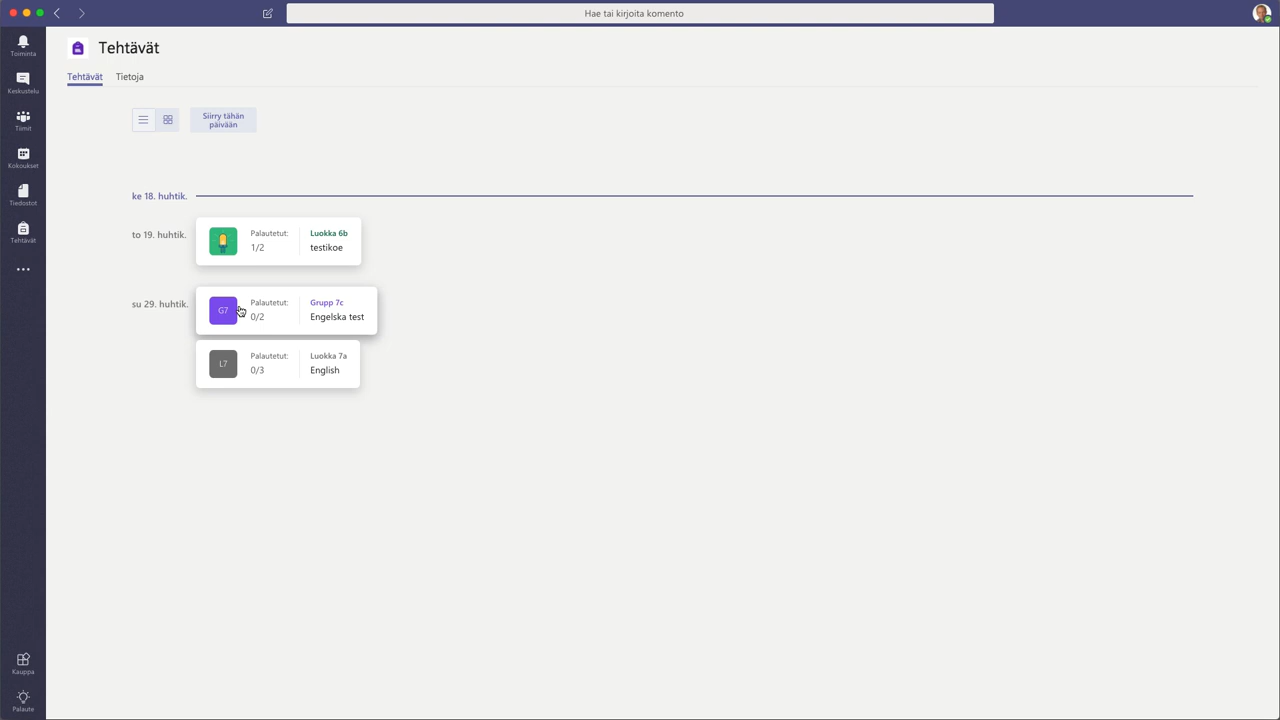 Hae tai kirjoita komento
Toiminta
Keskustelu
Tiimit
Kokoukset
Tiedostot
Tehtävät
Kauppa
Palaute
Tehtävät
Tehtävät
Tietoja
Siirry tähän
päivään
ke 18. huhtik.
to 19. huhtik.
Palautetut:
1/2
Luokka 6b
testikoe
su 29. huhtik.
G7
Palautetut:
0/2
Grupp 7c
Engelska test
L7
Palautetut:
0/3
Luokka 7a
English